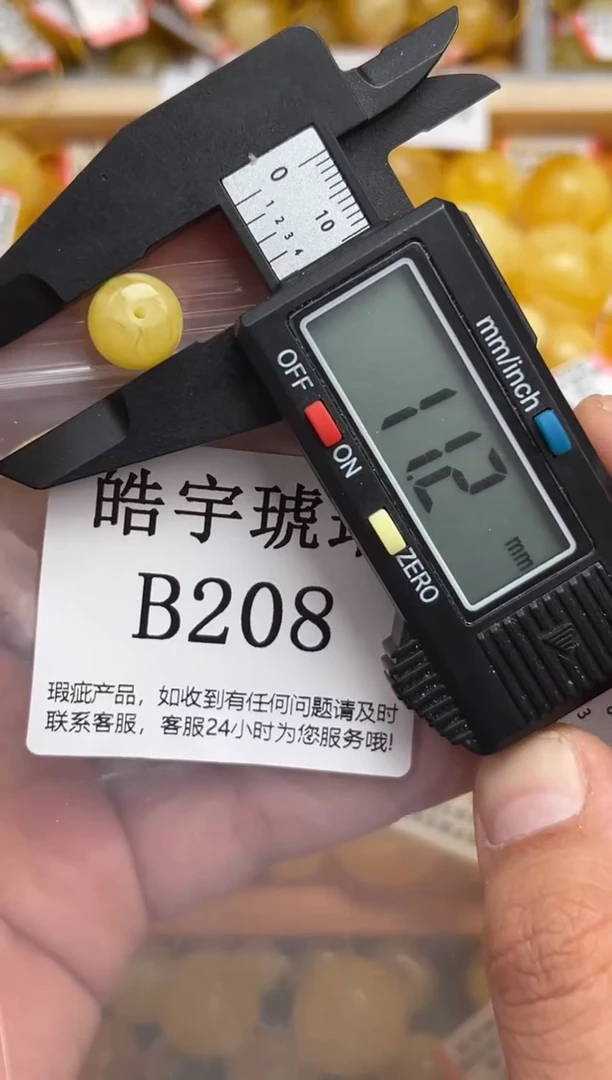 0
10
1 2 3 4
mm/inch
OFF
ON
ZERO
11.2
mm
皓宇琥
B208
瑕疵产品，如收到有任何问题请及时
联系客服，客服24小时为您服务哦!